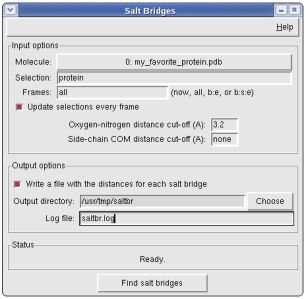 Salt Bridges
Help
Input options
Molecule: 0: my_favorite_protein.pdb
Selection: protein
Frames: all (now, all, b:e, or b:s:e)
Update selections every frame
Oxygen-nitrogen distance cut-off (A): 3.2
Side-chain COM distance cut-off (A): none
Output options
Write a file with the distances for each salt bridge
Output directory: /usr/tmp/saltbr Choose
Log file: saltbr.log
Status
Ready.
Find salt bridges